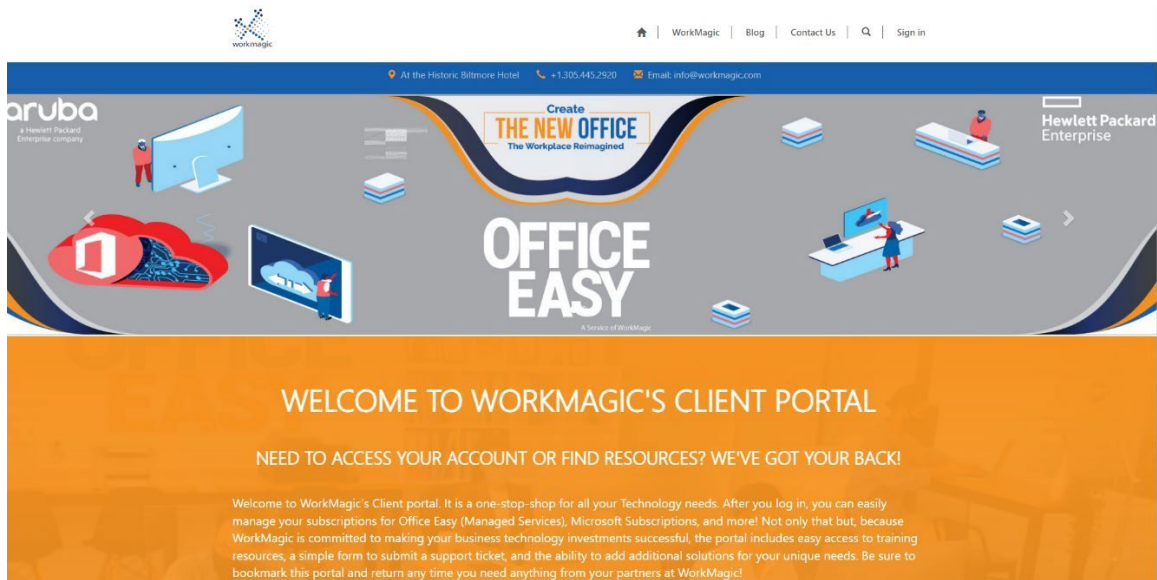 workmagic
WorkMagic | Blog | Contact Us | Sign in
At the Historic Biltmore Hotel +1.305.445.2920 Email: info@workmagic.com
aruba
a Hewlett Packard
Enterprise company
Create
THE NEW OFFICE
The Workplace Reimagined
Hewlett Packard
Enterprise
OFFICE
EASY
A Service of WorkMagic
WELCOME TO WORKMAGIC'S CLIENT PORTAL
NEED TO ACCESS YOUR ACCOUNT OR FIND RESOURCES? WE'VE GOT YOUR BACK!
Welcome to WorkMagic's Client portal. It is a one-stop-shop for all your Technology needs. After you log in, you can easily
manage your subscriptions for Office Easy (Managed Services), Microsoft Subscriptions, and more! Not only that but, because
WorkMagic is committed to making your business technology investments successful, the portal includes easy access to training
resources, a simple form to submit a support ticket, and the ability to add additional solutions for your unique needs. Be sure to
bookmark this portal and return any time you need anything from your partners at WorkMagic!